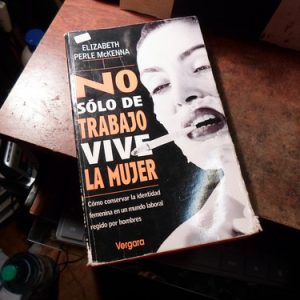 ELIZABETH
PERLE McKENNA
NO
SÓLO DE
TRABAJO
VIVE
LA MUJER
Cómo conservar la identidad
femenina en un mundo laboral
regido por hombres
Vergara